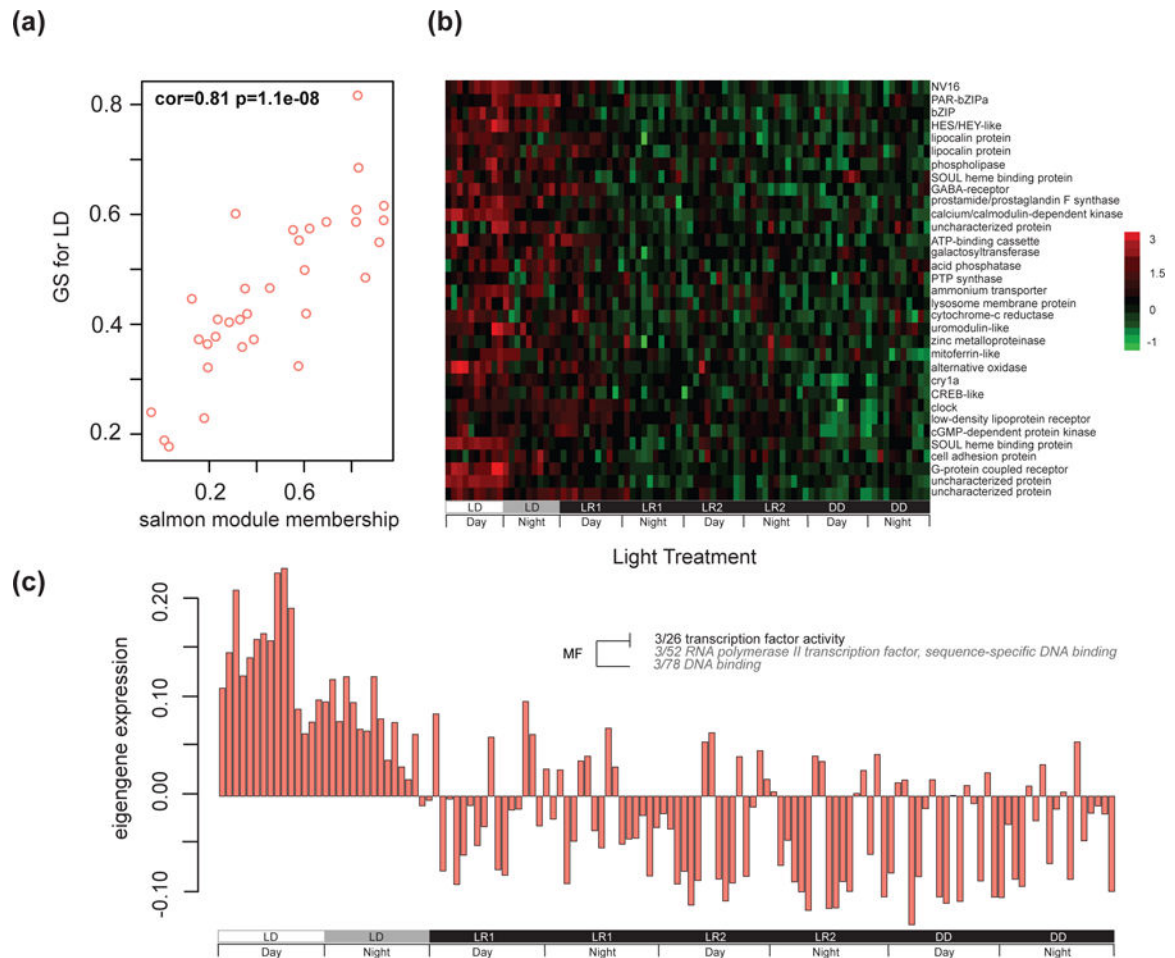 (a)
cor=0.81 p=1.1e-08
0.8
0.6
0.4
0.2
GS for LD
0.2
0.6
salmon module membership
(b)
NV16
PAR-bZIPa
bZIP
HES/HEY-like
lipocalin protein
lipocalin protein
phospholipase
SOUL heme binding protein
GABA-receptor
prostamide/prostaglandin F synthase
calcium/calmodulin-dependent kinase
uncharacterized protein
ATP-binding cassette
galactosyltransferase
acid phosphatase
PTP synthase
ammonium transporter
lysosome membrane protein
cytochrome-c reductase
uromodulin-like
zinc metalloproteinase
mitoferrin-like
alternative oxidase
cry1a
CREB-like
clock
low-density lipoprotein receptor
cGMP-dependent protein kinase
SOUL heme binding protein
cell adhesion protein
G-protein coupled receptor
uncharacterized protein
uncharacterized protein
3
1.5
0
-1
LD LD LR1 LR1 LR2 LR2 DD DD
Day Night Day Night Day Night Day Night
Light Treatment
(c)
0.20
0.10
0.00
-0.10
eigengene expression
MF
3/26 transcription factor activity
3/52 RNA polymerase II transcription factor, sequence-specific DNA binding
3/78 DNA binding
LD LD LR1 LR1 LR2 LR2 DD DD
Day Night Day Night Day Night Day Night